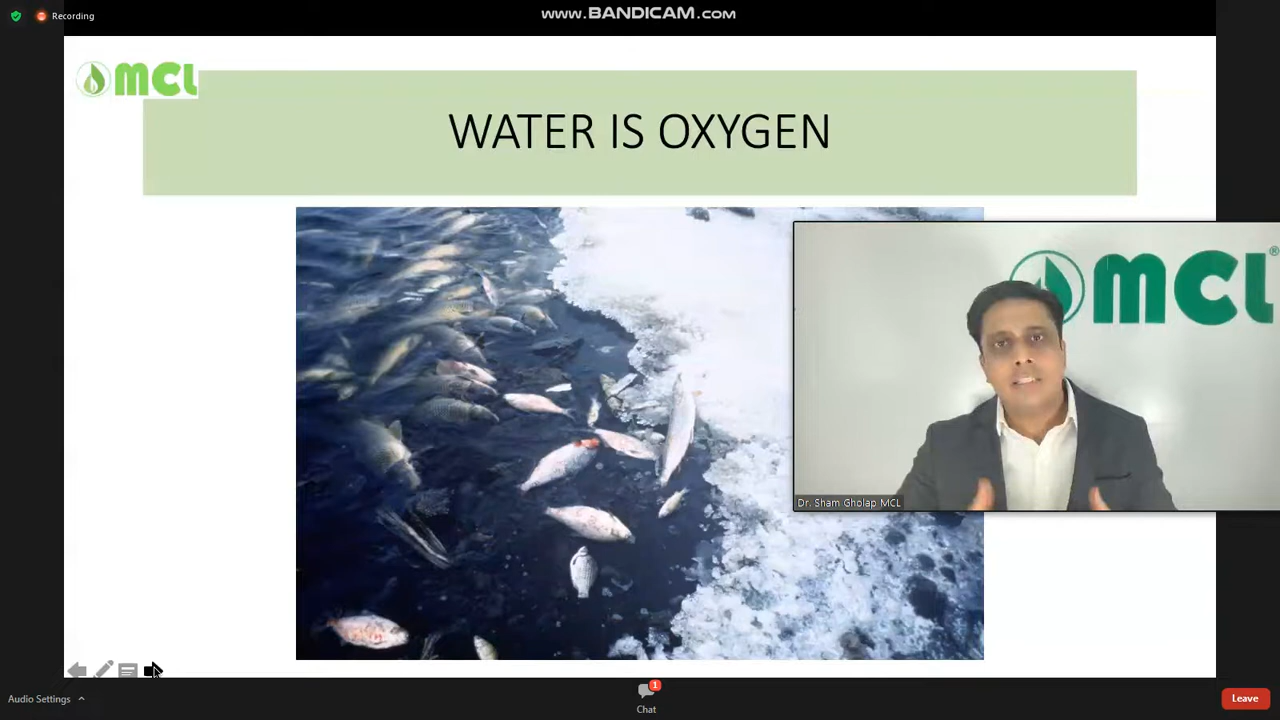 Recording
WWW.BANDICAM.COM
MCL
WATER IS OXYGEN
MCL®
Dr. Sham Gholap MCL
Audio Settings
1
Chat
Leave